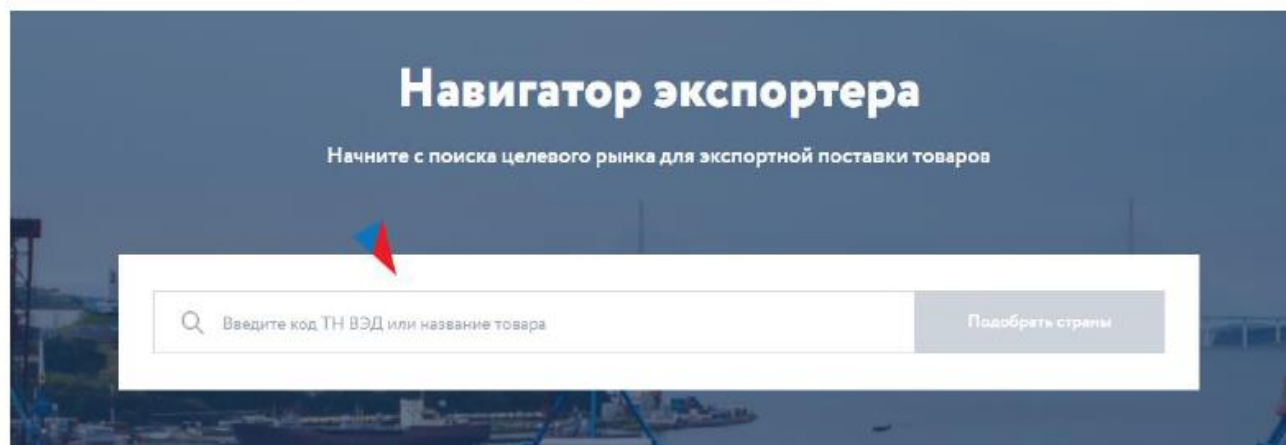 Навигатор экспортера
Начните с поиска целевого рынка для экспортной поставки товаров
Введите код ТН ВЭД или название товара
Подобрать страны